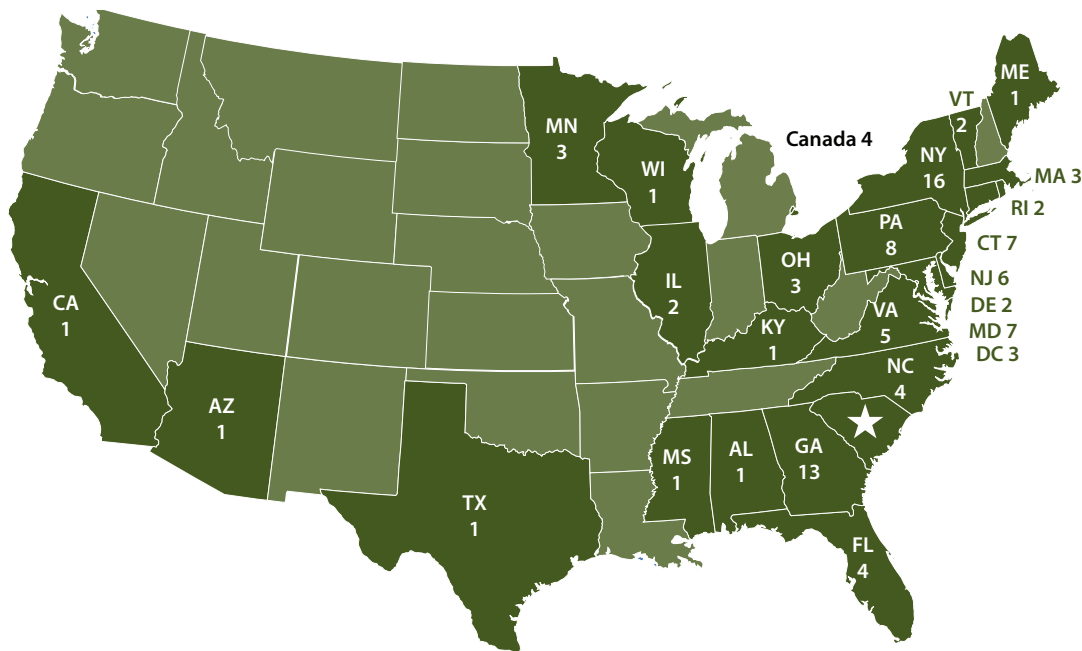 ME
1
VT
2
MN
3
Canada 4
WI
1
NY
16
MA 3
RI 2
PA
8
CT 7
OH
3
NJ 6
IL
2
CA
1
DE 2
VA
5
MD 7
KY
1
DC 3
NC
4
AZ
1
GA
13
AL
1
MS
1
TX
1
FL
4